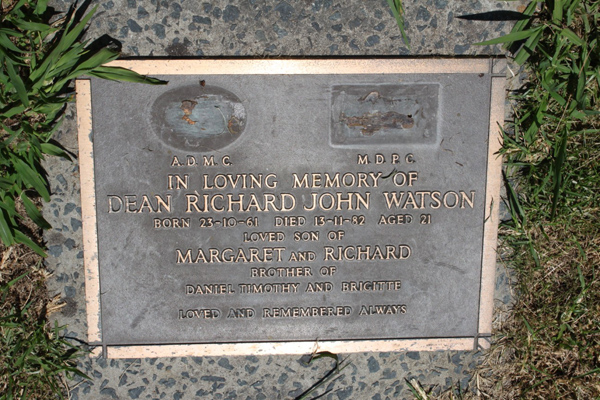 A.D.M.C. M.D.P.C.
IN LOVING MEMORY OF
DEAN RICHARD JOHN WATSON
BORN 23-10-61 DIED 13-11-82 AGED 21
LOVED SON OF
MARGARET AND RICHARD
BROTHER OF
DANIEL TIMOTHY AND BRIGITTE
LOVED AND REMEMBERED ALWAYS